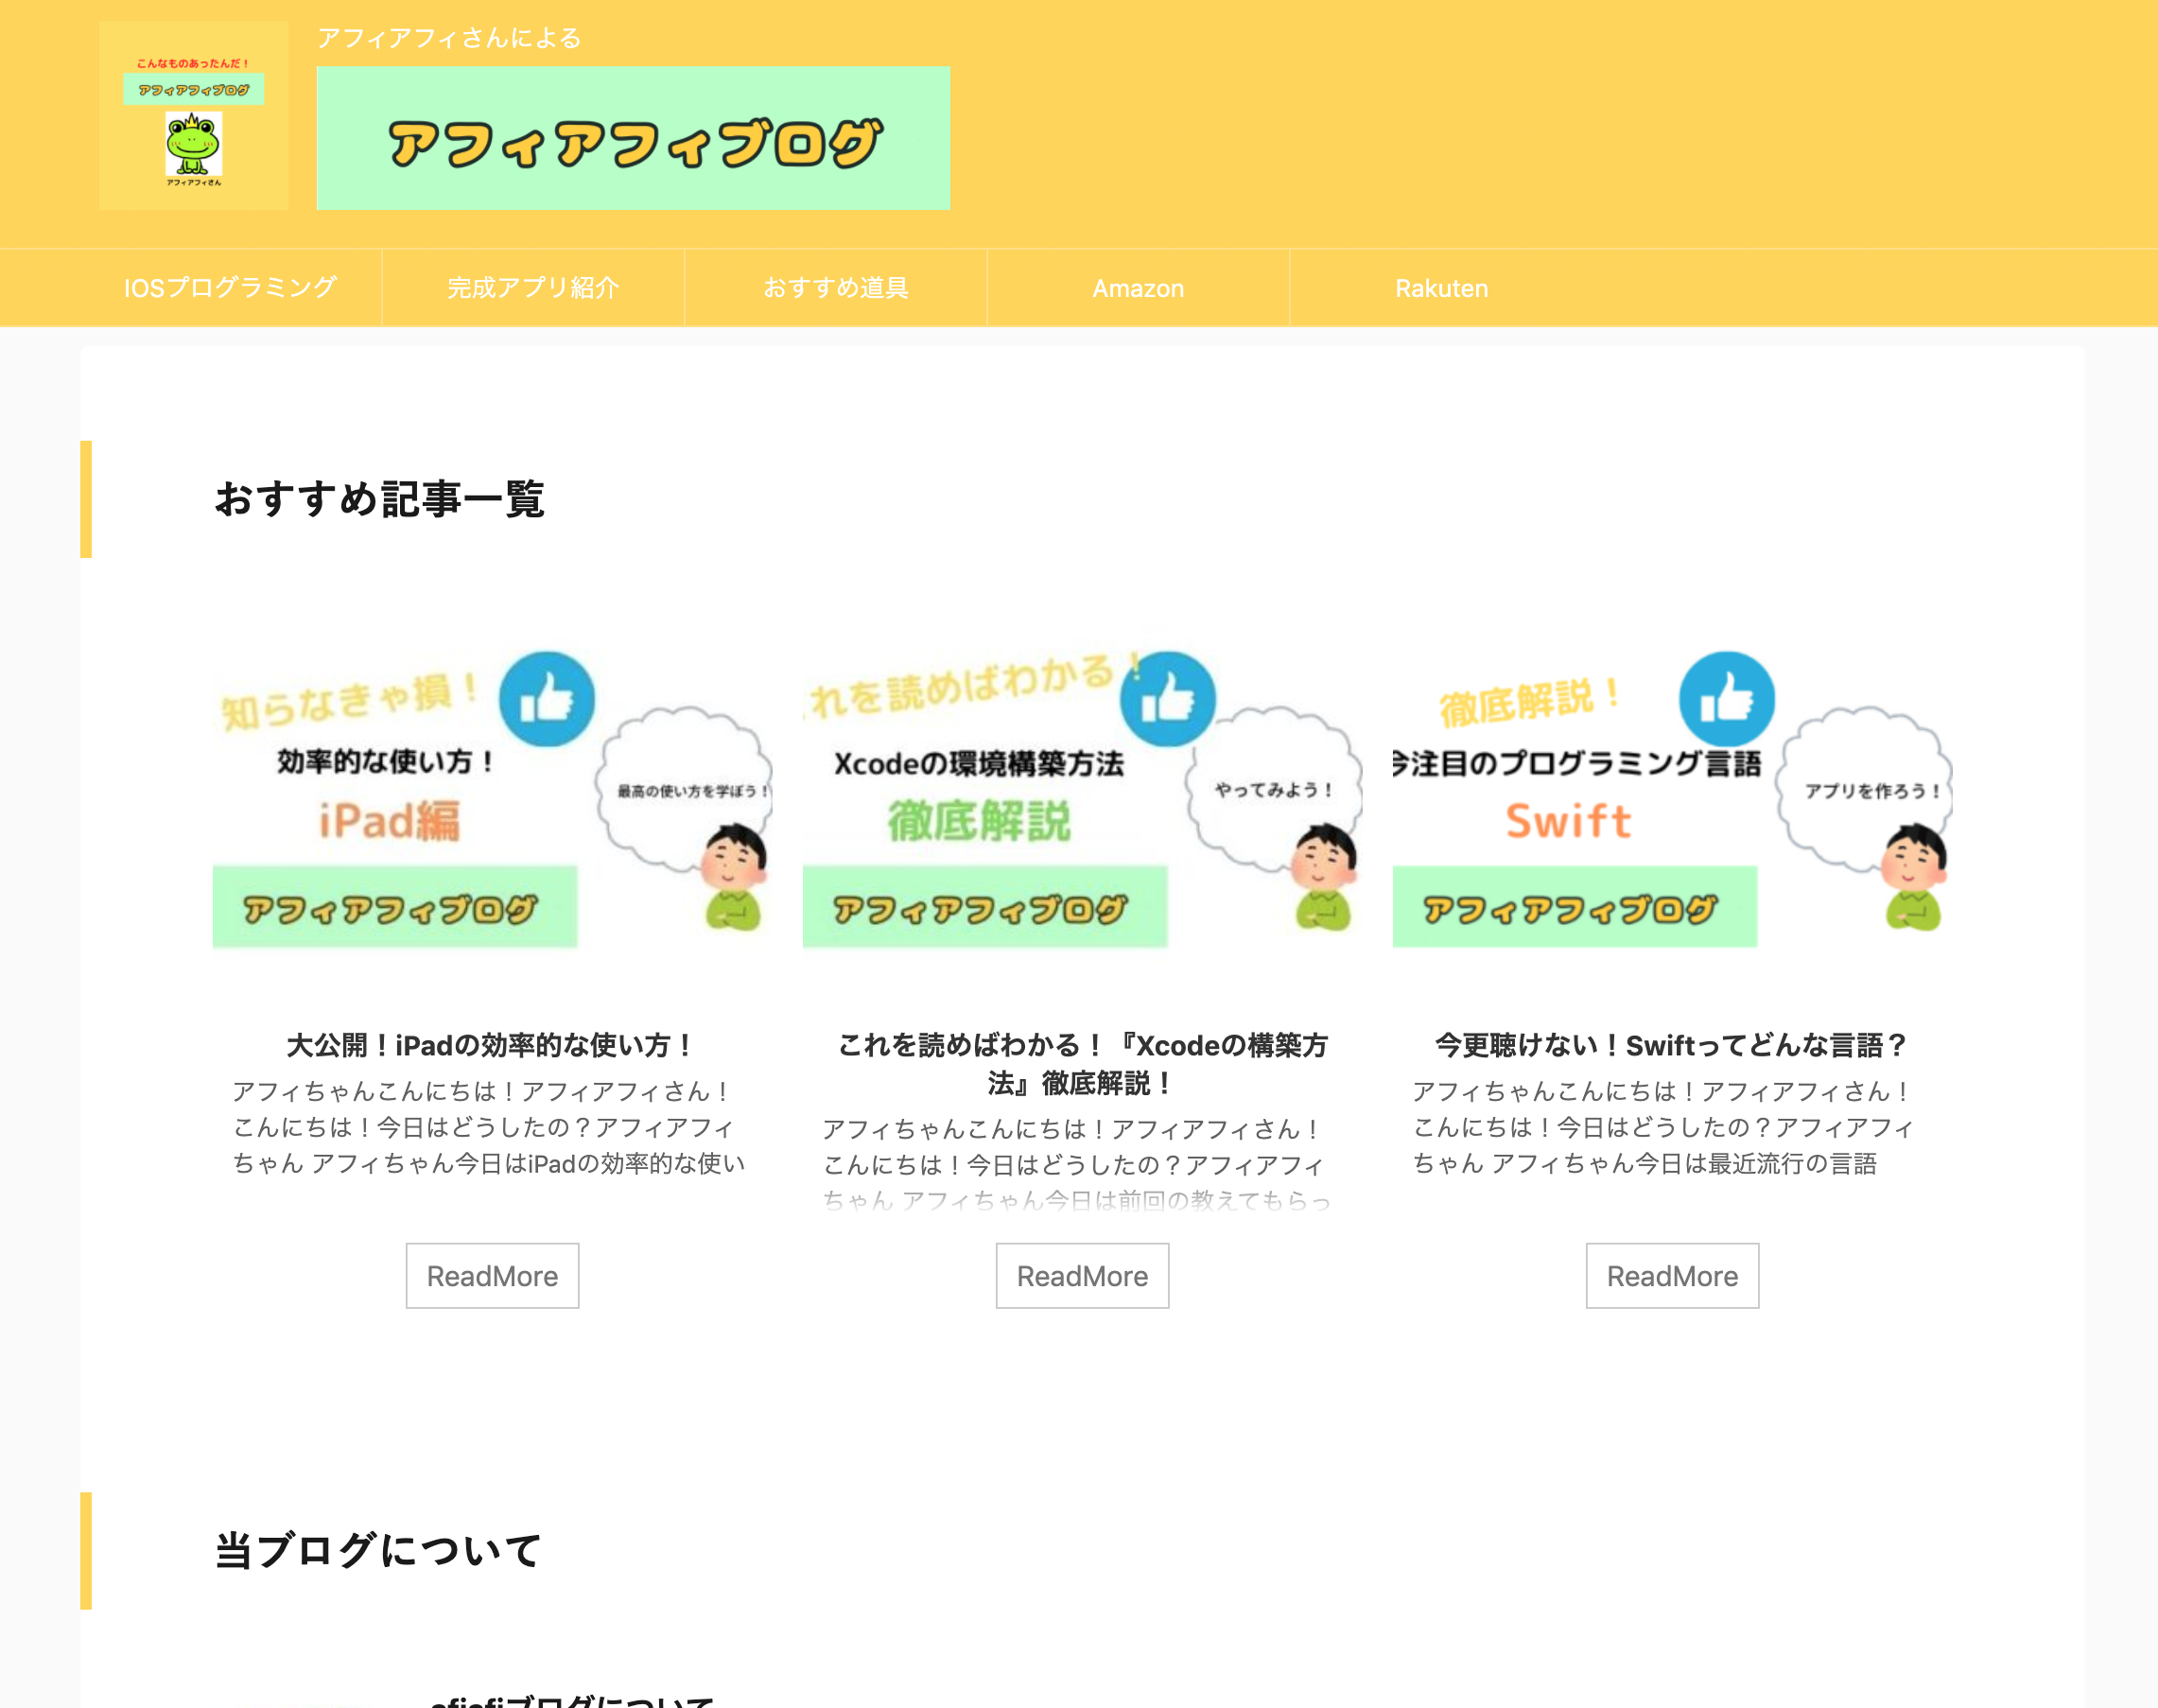 こんなものあったんだ！
アフィアフィブログ
アフィアフィさん
アフィアフィさんによる
アフィアフィブログ
IOSプログラミング
完成アプリ紹介
おすすめ道具
Amazon
Rakuten
おすすめ記事一覧
知らなきゃ損！
効率的な使い方！
iPad編
最高の使い方を学ぼう！
アフィアフィブログ
れを読めばわかる！
Xcodeの環境構築方法
徹底解説
やってみよう！
アフィアフィブログ
徹底解説！
今注目のプログラミング言語
Swift
アプリを作ろう！
アフィアフィブログ
大公開！iPadの効率的な使い方！
アフィちゃんこんにちは！アフィアフィさん！
こんにちは！今日はどうしたの？アフィアフィ
ちゃん アフィちゃん今日はiPadの効率的な使い
ReadMore
これを読めばわかる！『Xcodeの構築方
法』徹底解説！
アフィちゃんこんにちは！アフィアフィさん！
こんにちは！今日はどうしたの？アフィアフィ
ちゃん アフィちゃん今日は前回の教えてもらっ
ReadMore
今更聴けない！Swiftってどんな言語？
アフィちゃんこんにちは！アフィアフィさん！
こんにちは！今日はどうしたの？アフィアフィ
ちゃん アフィちゃん今日は最近流行の言語
ReadMore
当ブログについて
afiafiブログについて